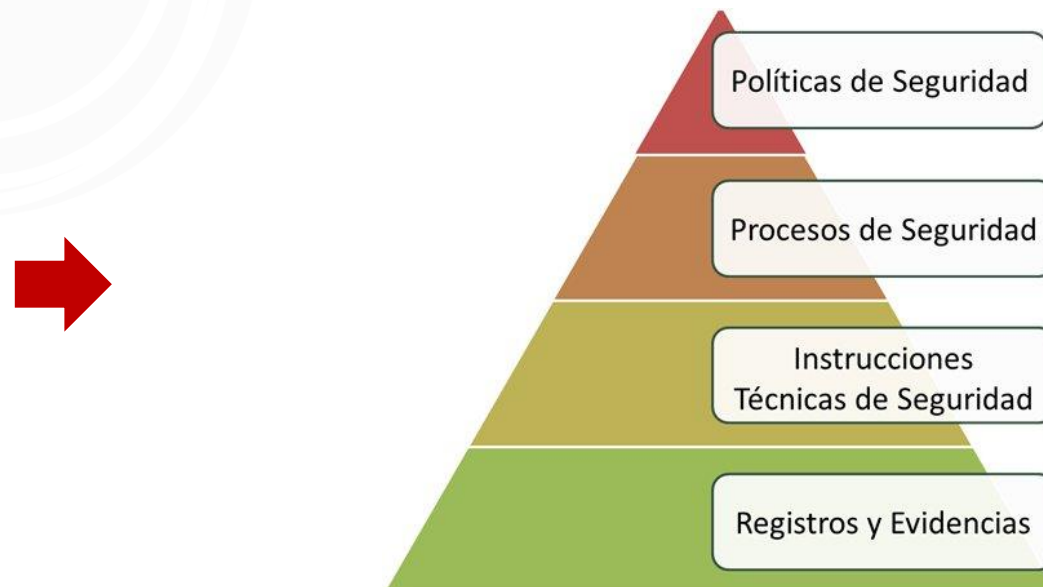 Políticas de Seguridad
Procesos de Seguridad
Instrucciones
Técnicas de Seguridad
Registros y Evidencias